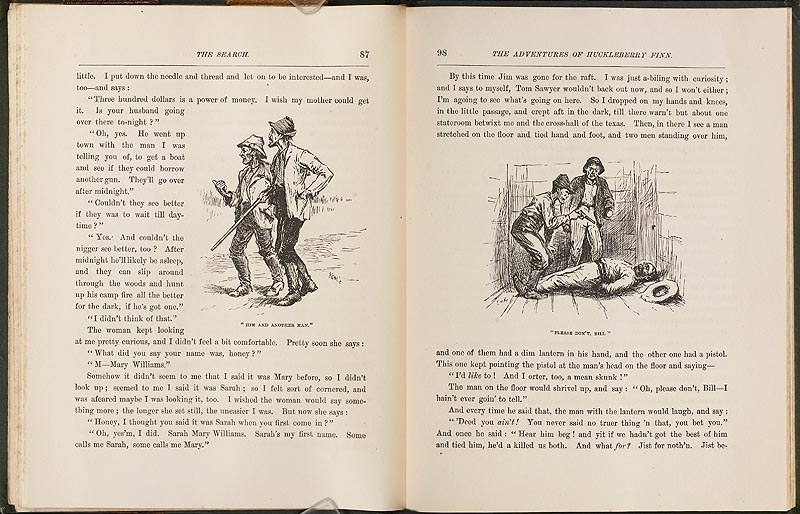 THE SEARCH.
87
little. I put down the needle and thread and let on to be interested—and I was,
too—and says :
"Three hundred dollars is a power of money. I wish my mother could get
it. Is your husband going
over there to-night ?"
"Oh, yes. He went up
town with the man I was
telling you of, to get a boat
and see if they could borrow
another gun. They'll go over
after midnight."
"Couldn't they see better
if they was to wait till day-
time ?"
"Yes. And couldn't the
nigger see better, too ? After
midnight he'll likely be asleep,
and they can slip around
through the woods and hunt
up his camp fire all the better
for the dark, if he's got one."
"I didn't think of that."
The woman kept looking
"HIM AND ANOTHER MAN."
at me pretty curious, and I didn't feel a bit comfortable. Pretty soon she says :
"What did you say your name was, honey ?"
"M—Mary Williams."
Somehow it didn't seem to me that I said it was Mary before, so I didn't
look up ; seemed to me I said it was Sarah ; so I felt sort of cornered, and
was afeared maybe I was looking it, too. I wished the woman would say some-
thing more ; the longer she set still, the uneasier I was. But now she says :
"Honey, I thought you said it was Sarah when you first come in ?"
"Oh, yes'm, I did. Sarah Mary Williams. Sarah's my first name. Some
calls me Sarah, some calls me Mary."
98
THE ADVENTURES OF HUCKLEBERRY FINN.
By this time Jim was gone for the raft. I was just a-biling with curiosity ;
and I says to myself, Tom Sawyer wouldn't back out now, and so I won't either ;
I'm agoing to see what's going on here. So I dropped on my hands and knees,
in the little passage, and crept aft in the dark, till there warn't but about one
stateroom betwixt me and the cross-hall of the texas. Then, in there I see a man
stretched on the floor and tied hand and foot, and two men standing over him,
"PLEASE DON'T, BILL."
and one of them had a dim lantern in his hand, and the other one had a pistol.
This one kept pointing the pistol at the man's head on the floor and saying—
"I'd like to ! And I orter, too, a mean skunk !"
The man on the floor would shrivel up, and say : "Oh, please don't, Bill—I
hain't ever goin' to tell."
And every time he said that, the man with the lantern would laugh, and say :
"'Deed you ain't ! You never said no truer thing 'n that, you bet you."
And once he said : "Hear him beg ! and yit if we hadn't got the best of him
and tied him, he'd a killed us both. And what for ? Jist for noth'n. Jist be-